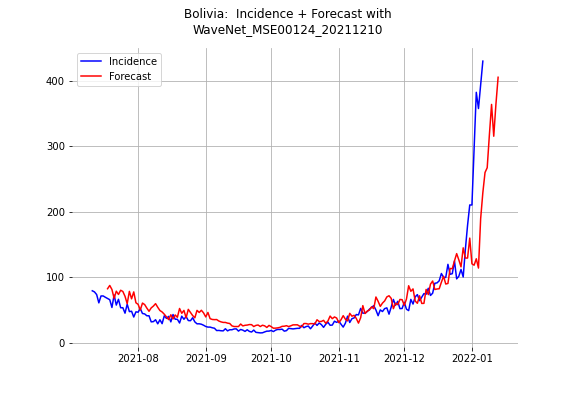 Bolivia:  Incidence + Forecast with
WaveNet_MSE00124_20211210
Incidence
Forecast
400
300
200
100
0
2021-08
2021-09
2021-10
2021-11
2021-12
2022-01